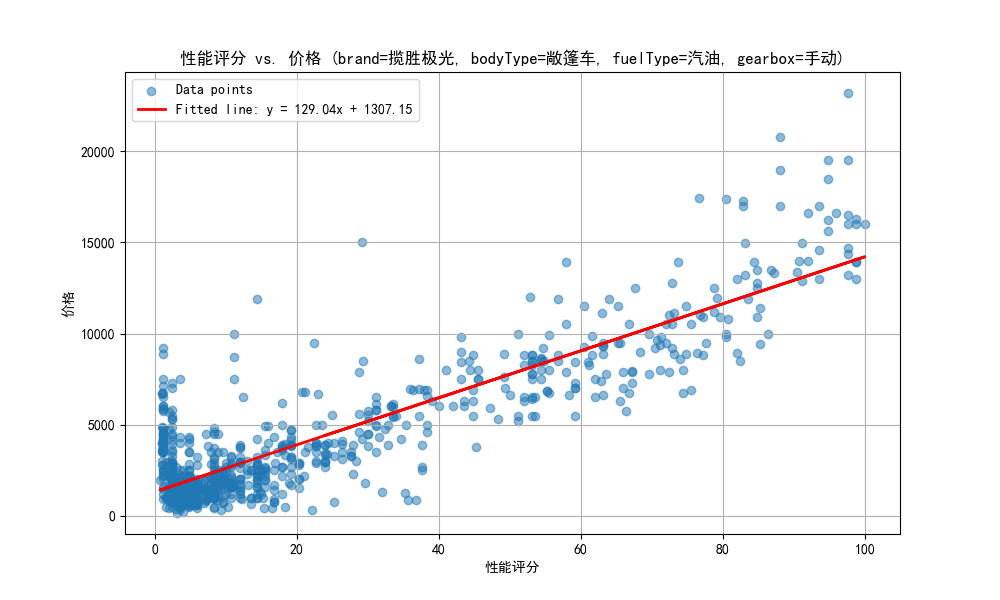 性能评分 vs. 价格 (brand=揽胜极光, bodyType=敞篷车, fuelType=汽油, gearbox=手动)
Data points
Fitted line: y = 129.04x + 1307.15
20000
15000
10000
5000
0
价格
0 20 40 60 80 100
性能评分